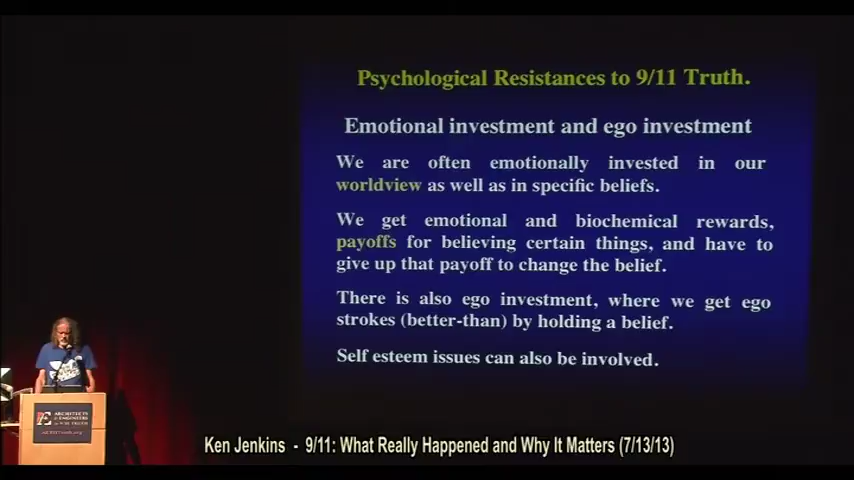 Psychological Resistances to 9/11 Truth.
Emotional investment and ego investment
We are often emotionally invested in our
worldview as well as in specific beliefs.
We get emotional and biochemical rewards,
payoffs for believing certain things, and have to
give up that payoff to change the belief.
There is also ego investment, where we get ego
strokes (better-than) by holding a belief.
Self esteem issues can also be involved.
ARCHITECTS
& ENGINEERS
for 9/11 TRUTH
Ken Jenkins - 9/11: What Really Happened and Why It Matters (7/13/13)